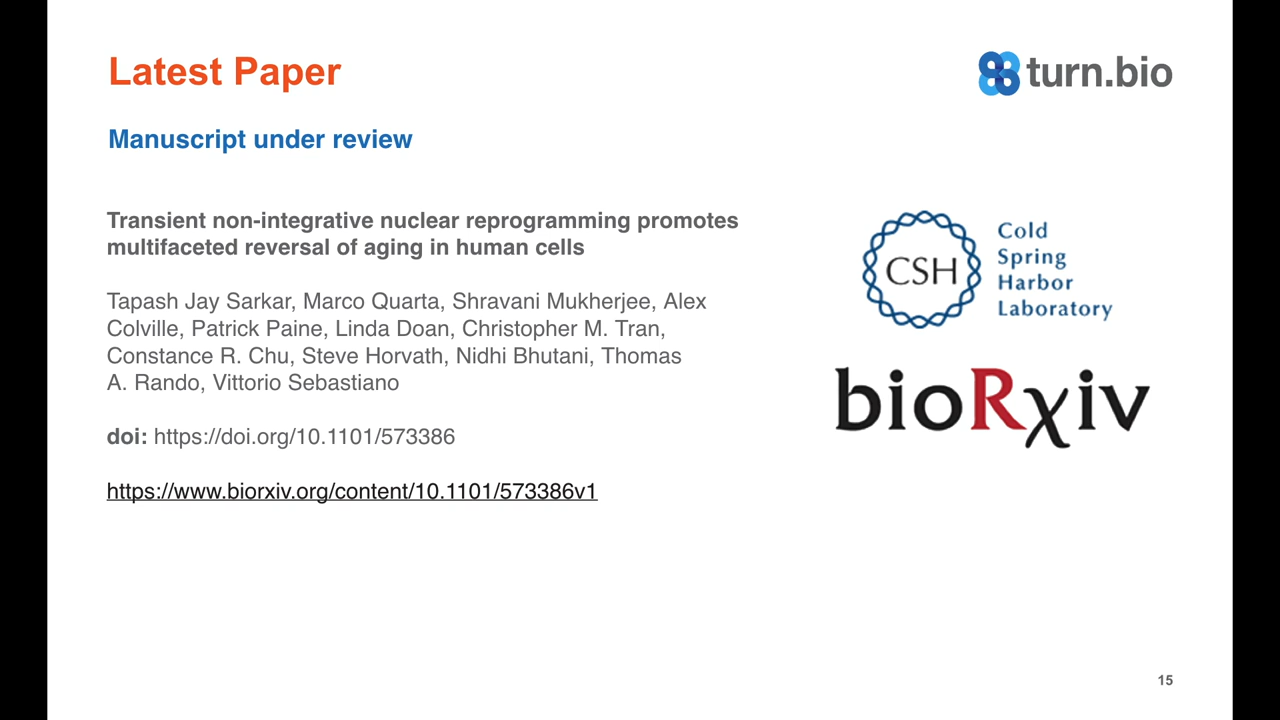 Latest Paper
turn.bio
Manuscript under review
Transient non-integrative nuclear reprogramming promotes
multifaceted reversal of aging in human cells
Tapash Jay Sarkar, Marco Quarta, Shravani Mukherjee, Alex
Colville, Patrick Paine, Linda Doan, Christopher M. Tran,
Constance R. Chu, Steve Horvath, Nidhi Bhutani, Thomas
A. Rando, Vittorio Sebastiano
doi: https://doi.org/10.1101/573386
https://www.biorxiv.org/content/10.1101/573386v1
CSH
Cold
Spring
Harbor
Laboratory
bioRχiv
15